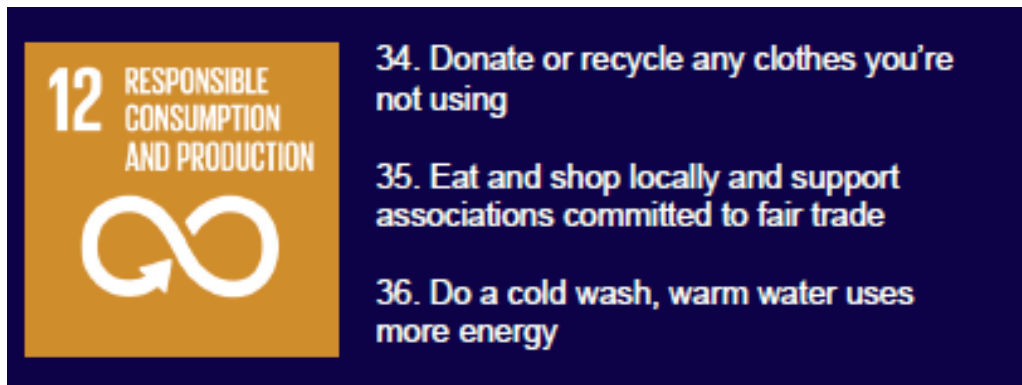 12 RESPONSIBLE
CONSUMPTION
AND PRODUCTION
34. Donate or recycle any clothes you're
not using
35. Eat and shop locally and support
associations committed to fair trade
36. Do a cold wash, warm water uses
more energy